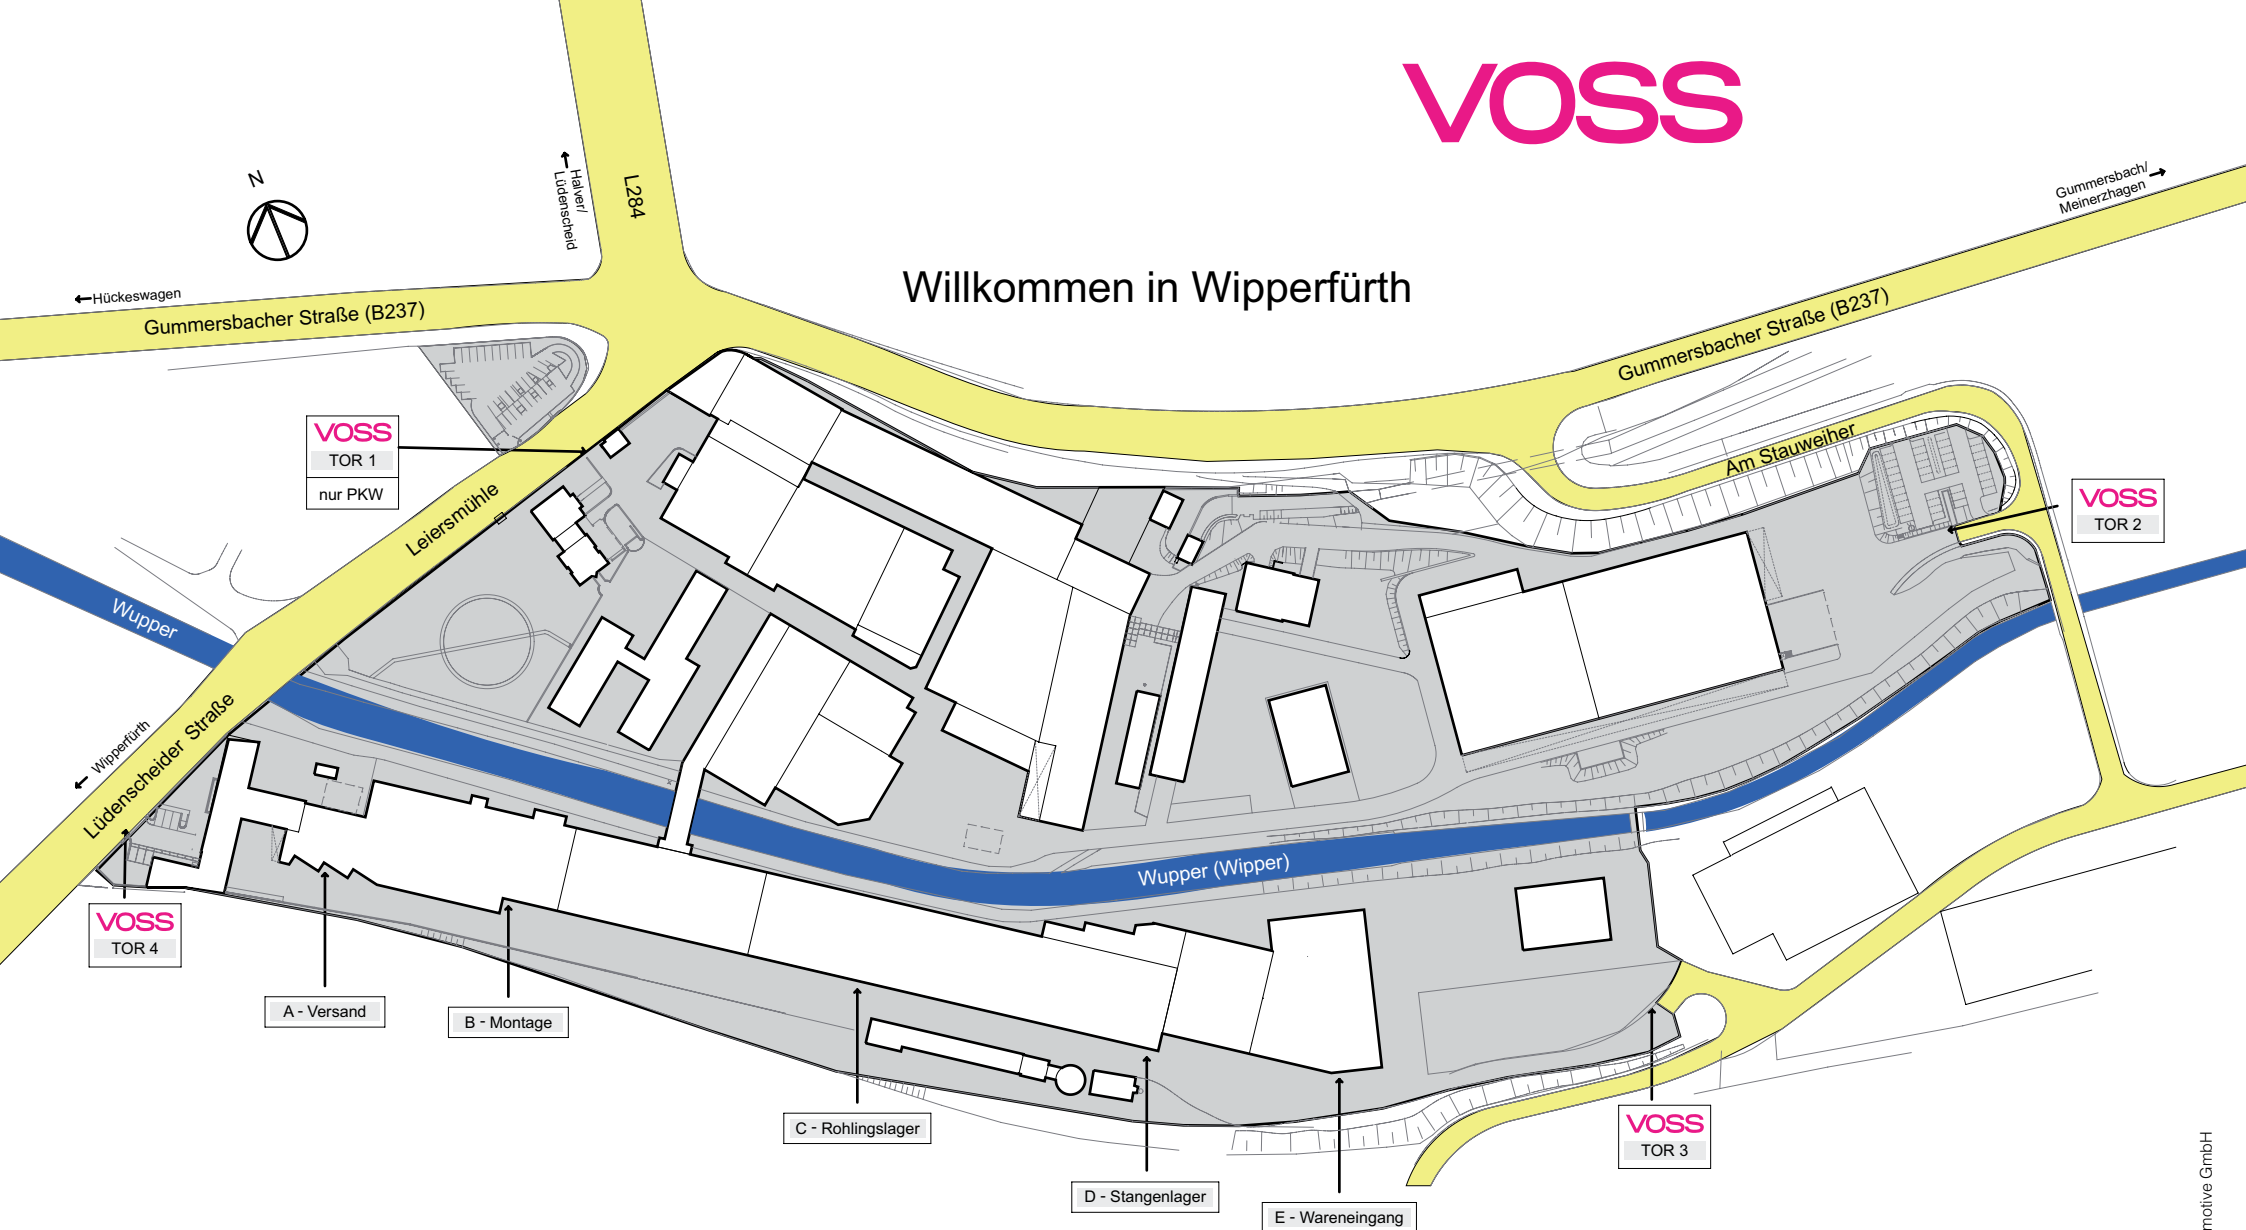 VOSS
Willkommen in Wipperfürth
N
Halver/
Lüdenscheid
L284
Gummersbach/
Meinerzhagen
Hückeswagen
Gummersbacher Straße (B237)
Gummersbacher Straße (B237)
VOSS
TOR 1
nur PKW
Leiersmühle
Am Stauweiher
VOSS
TOR 2
Wupper
Wipperfürth
Lüdenscheider Straße
Wupper (Wipper)
VOSS
TOR 4
A - Versand
B - Montage
C - Rohlingslager
D - Stangenlager
E - Wareneingang
VOSS
TOR 3
motive GmbH